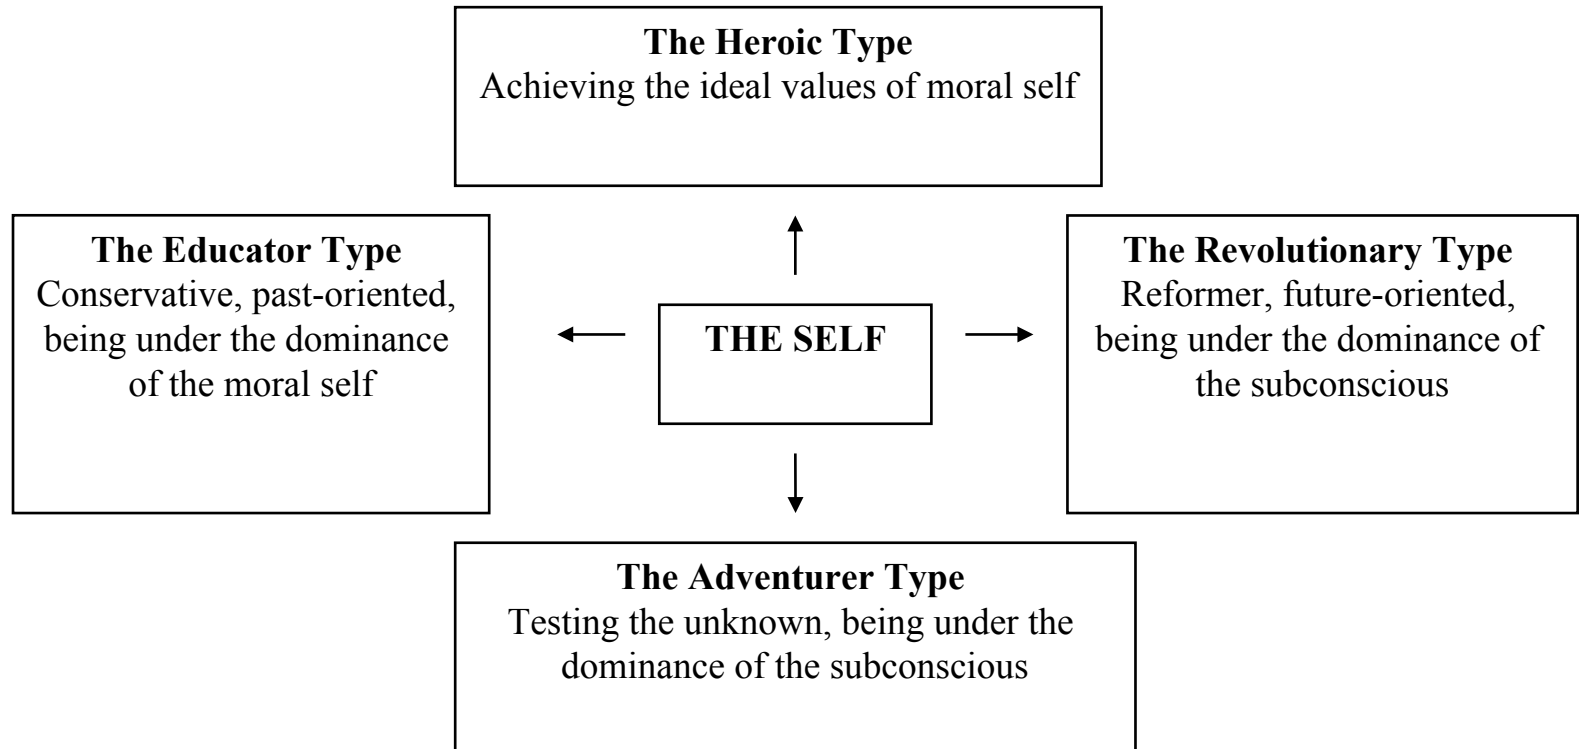 The Heroic Type
Achieving the ideal values of moral self
The Educator Type
Conservative, past-oriented,
being under the dominance
of the moral self
THE SELF
The Revolutionary Type
Reformer, future-oriented,
being under the dominance of
the subconscious
The Adventurer Type
Testing the unknown, being under the
dominance of the subconscious